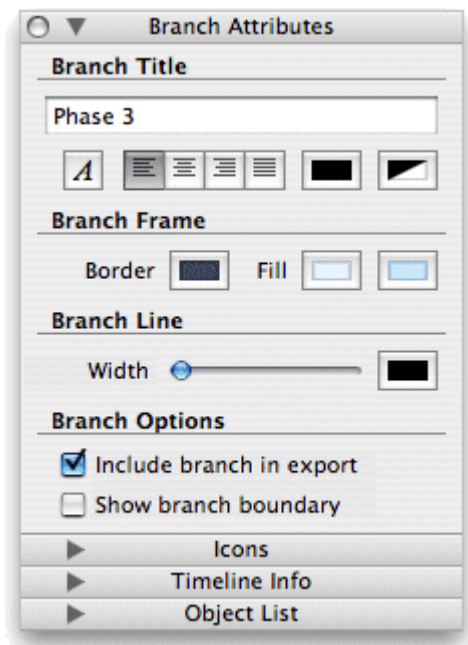 Branch Attributes
Branch Title
Phase 3
A
Branch Frame
Border Fill
Branch Line
Width
Branch Options
Include branch in export
Show branch boundary
Icons
Timeline Info
Object List